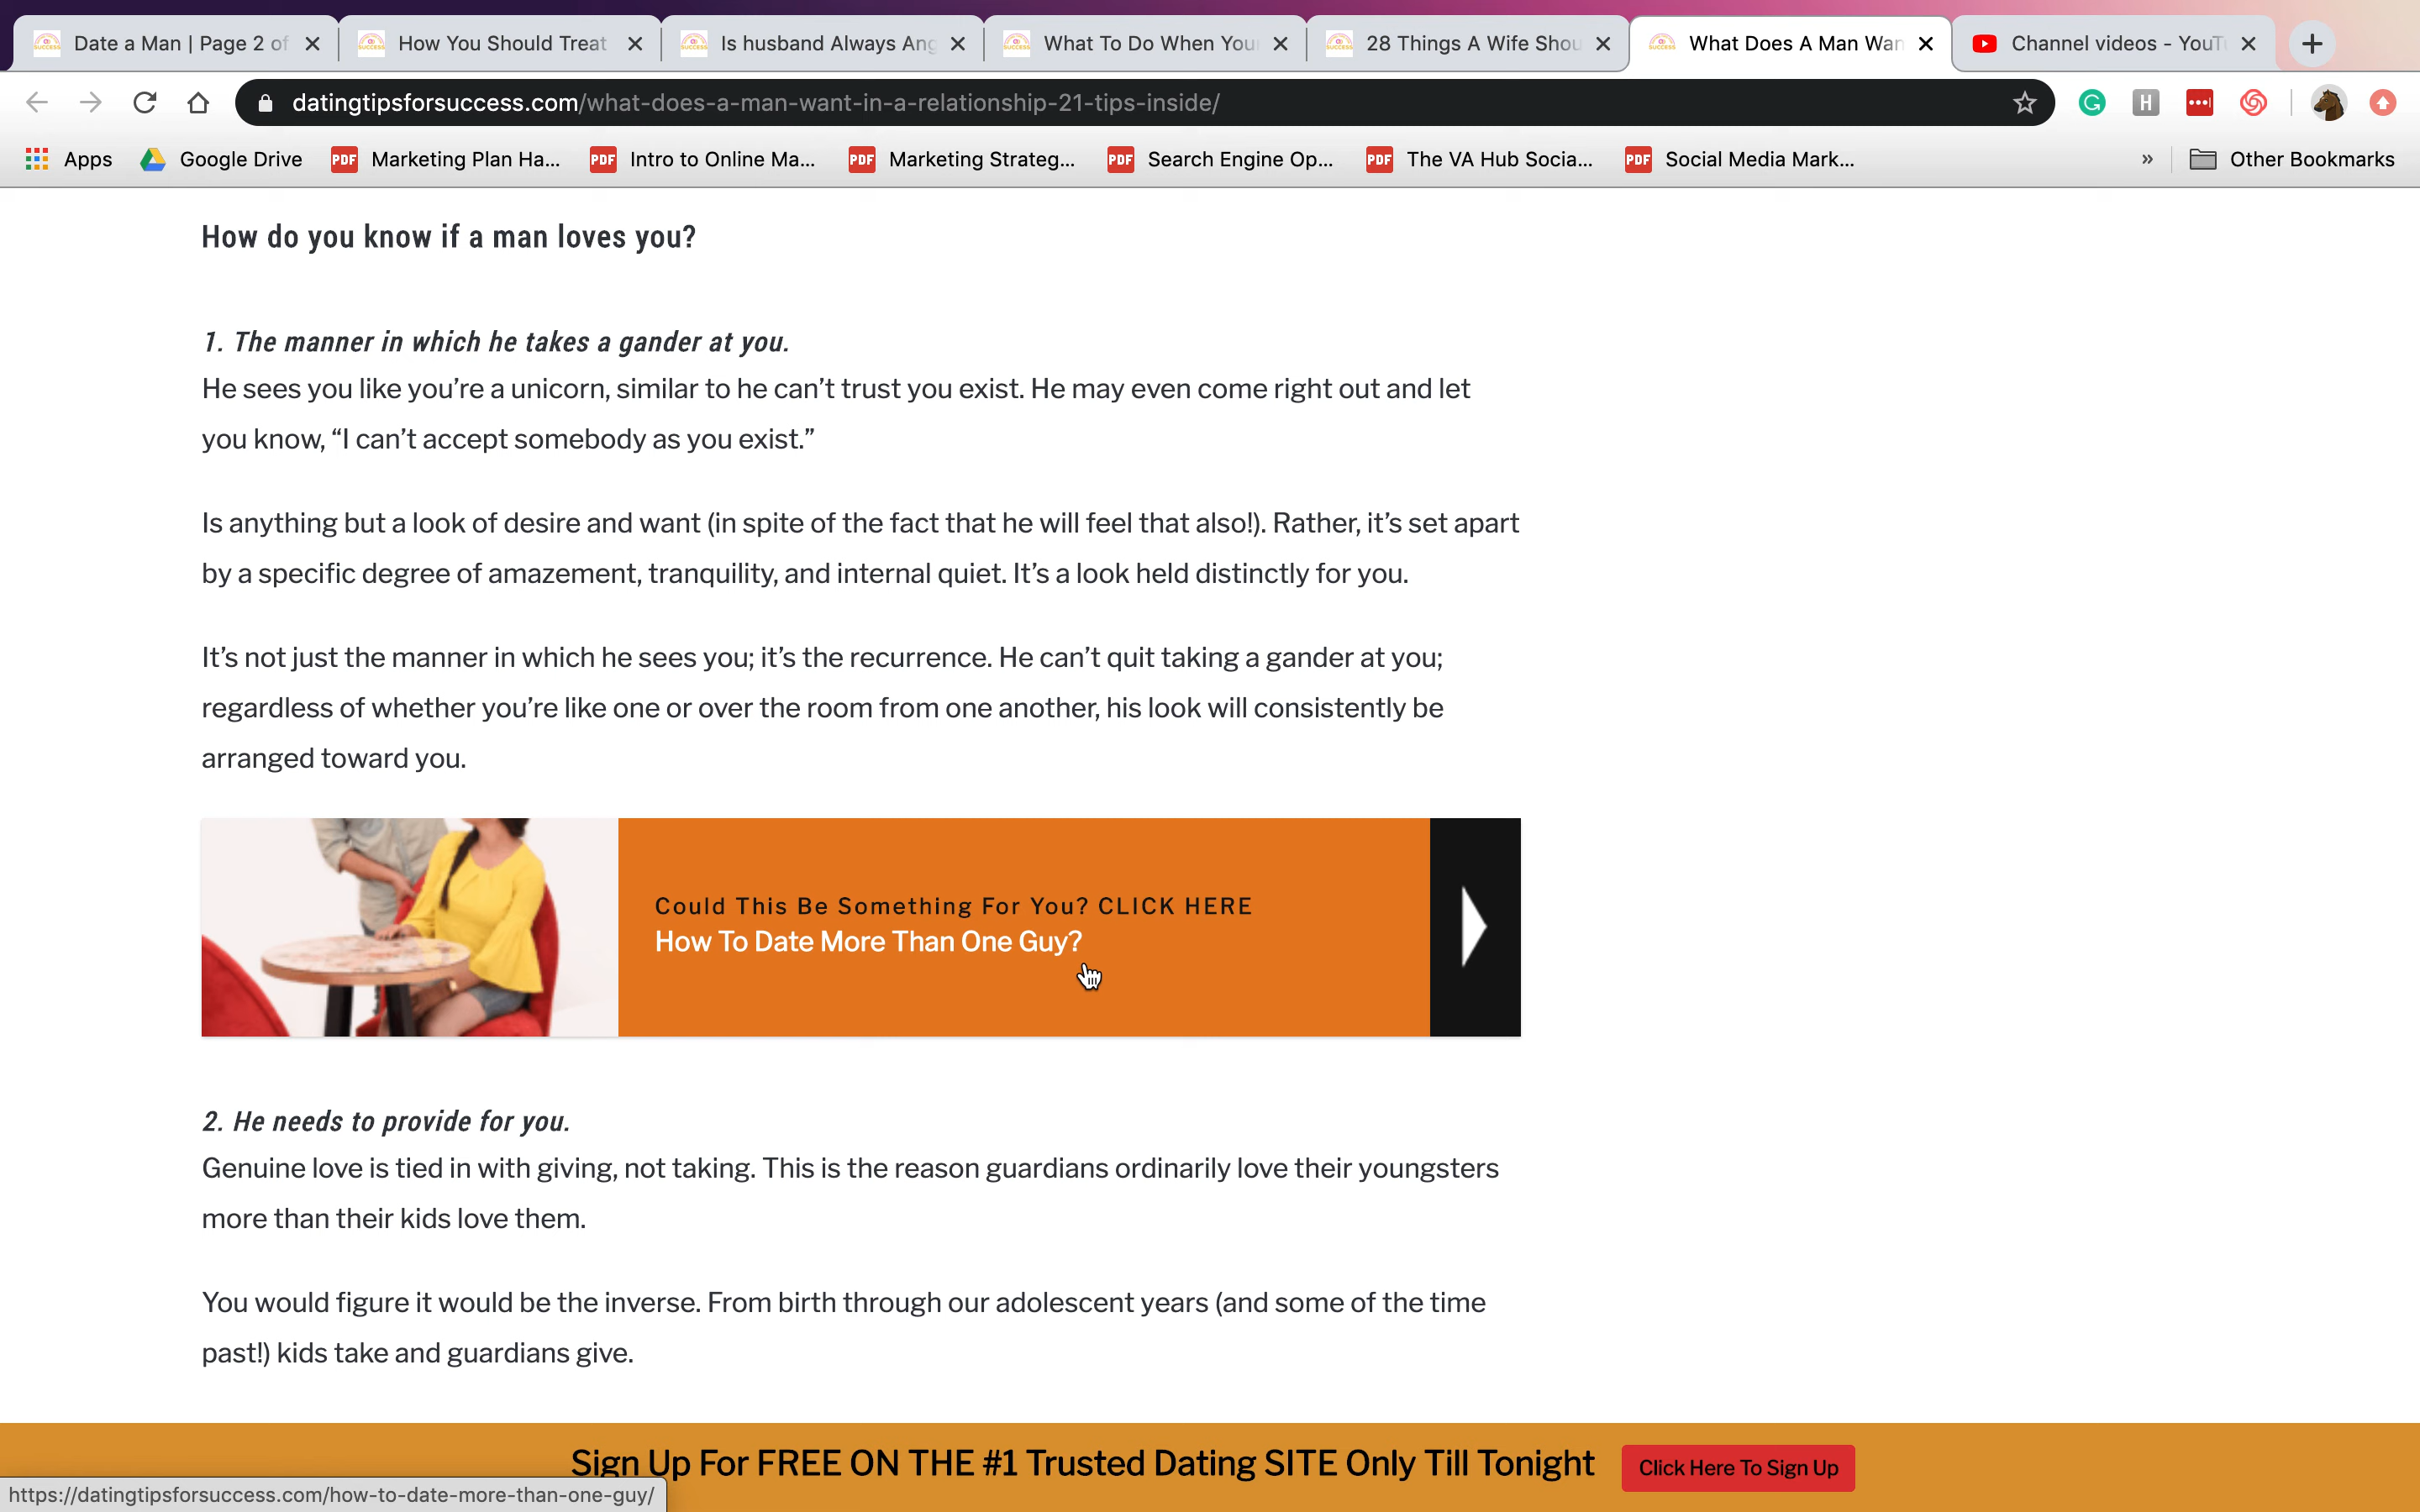 Date a Man | Page 2 of
How You Should Treat
Is husband Always Ang
What To Do When You
28 Things A Wife Shou
What Does A Man Wan
Channel videos - YouTu
datingtipsforsuccess.com/what-does-a-man-want-in-a-relationship-21-tips-inside/
Apps
Google Drive
PDF Marketing Plan Ha...
PDF Intro to Online Ma...
PDF Marketing Strateg...
PDF Search Engine Op...
PDF The VA Hub Socia...
PDF Social Media Mark...
»
Other Bookmarks
How do you know if a man loves you?
1. The manner in which he takes a gander at you.
He sees you like you’re a unicorn, similar to he can’t trust you exist. He may even come right out and let
you know, “I can’t accept somebody as you exist.”
Is anything but a look of desire and want (in spite of the fact that he will feel that also!). Rather, it’s set apart
by a specific degree of amazement, tranquility, and internal quiet. It’s a look held distinctly for you.
It’s not just the manner in which he sees you; it’s the recurrence. He can’t quit taking a gander at you;
regardless of whether you’re like one or over the room from one another, his look will consistently be
arranged toward you.
Could This Be Something For You? CLICK HERE
How To Date More Than One Guy?
2. He needs to provide for you.
Genuine love is tied in with giving, not taking. This is the reason guardians ordinarily love their youngsters
more than their kids love them.
You would figure it would be the inverse. From birth through our adolescent years (and some of the time
past!) kids take and guardians give.
Sign Up For FREE ON THE #1 Trusted Dating SITE Only Till Tonight
Click Here To Sign Up
https://datingtipsforsuccess.com/how-to-date-more-than-one-guy/